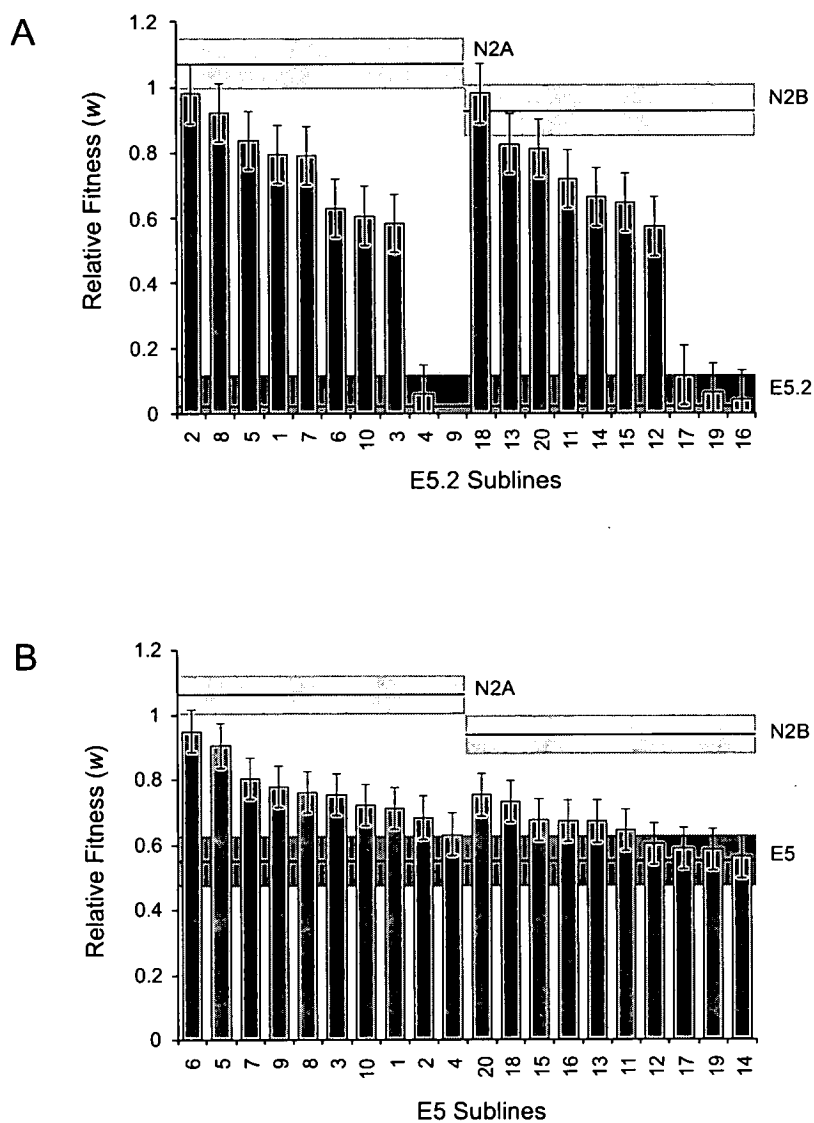 A
Relative Fitness (w)
1.2
1
0.8
0.6
0.4
0.2
0
N2A
N2B
E5.2
2 8 5 1 7 6 10 3 4 9 18 13 20 11 14 15 12 17 19 16
E5.2 Sublines
B
Relative Fitness (w)
1.2
1
0.8
0.6
0.4
0.2
0
N2A
N2B
E5
6 5 7 9 8 3 10 1 2 4 20 18 15 16 13 11 12 17 19 14
E5 Sublines